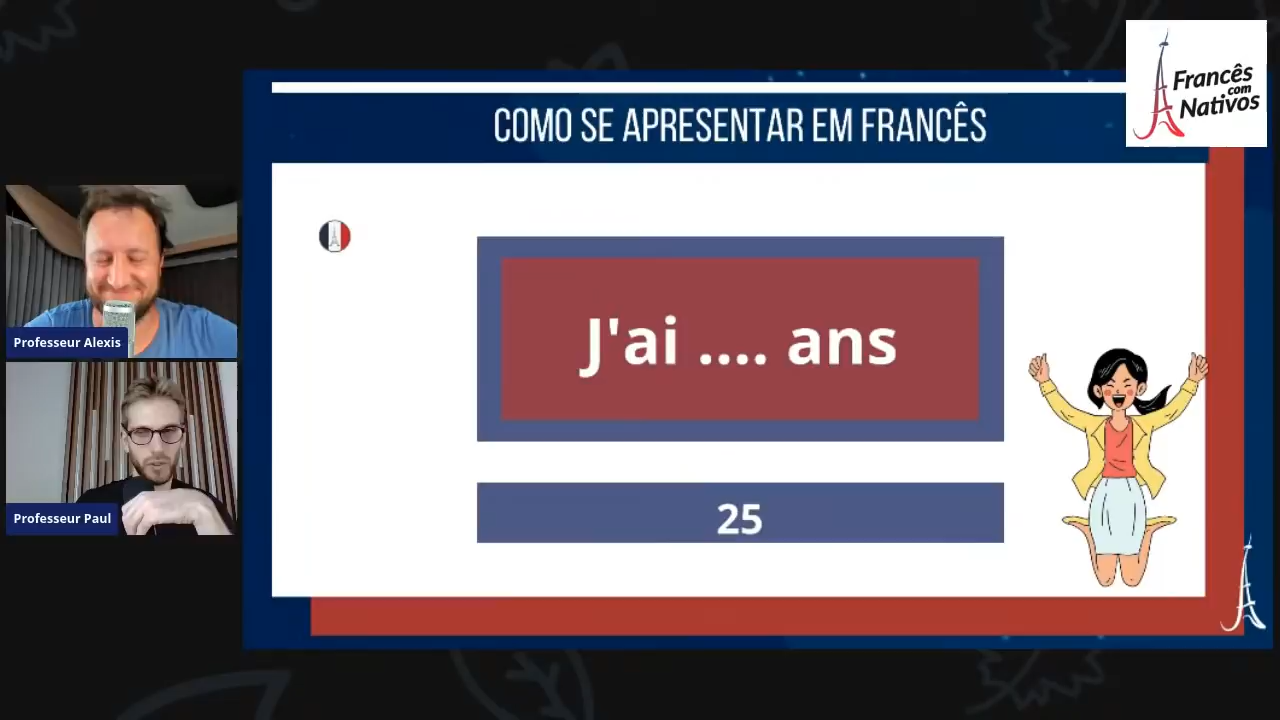 Francês
com
Nativos
COMO SE APRESENTAR EM FRANCÊS
J'ai .... ans
25
Professeur Alexis
Professeur Paul